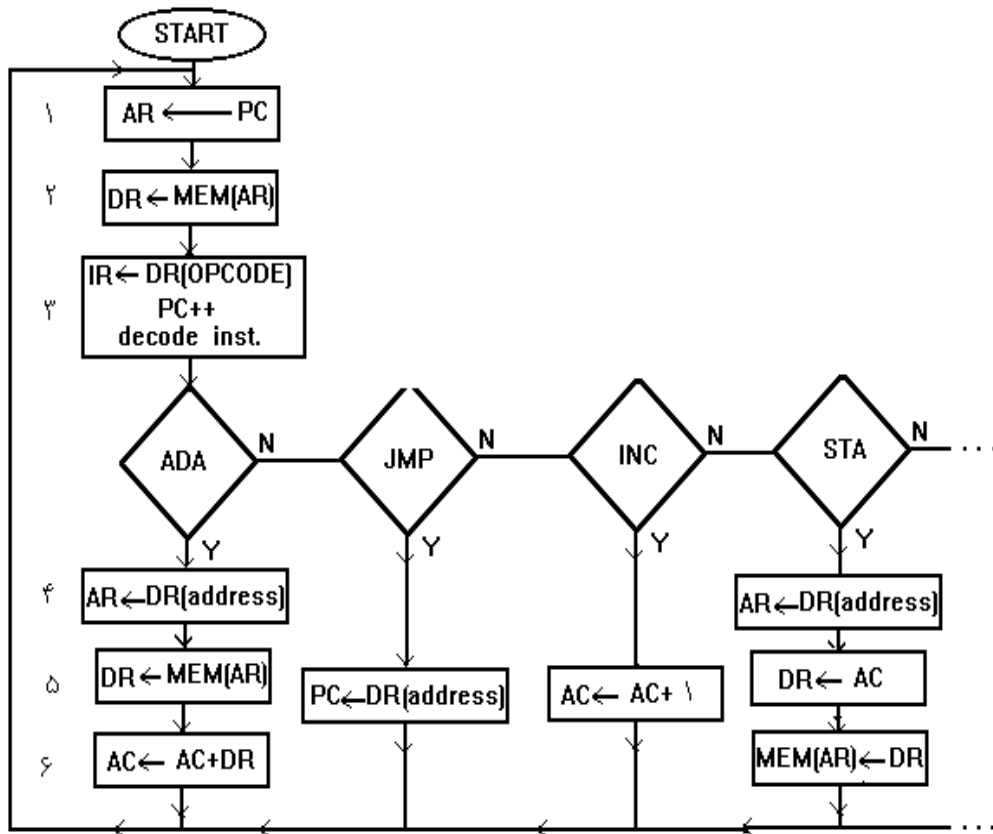 START
۱ AR ← PC
۲ DR ← MEM(AR)
۳ IR ← DR(OPCODE)
PC++
decode inst.
ADA N JMP N INC N STA N ...
Y Y Y Y
۴ AR ← DR(address) AR ← DR(address)
۵ DR ← MEM(AR) PC ← DR(address) AC ← AC+ ۱ DR ← AC
۶ AC ← AC+DR MEM(AR) ← DR
...